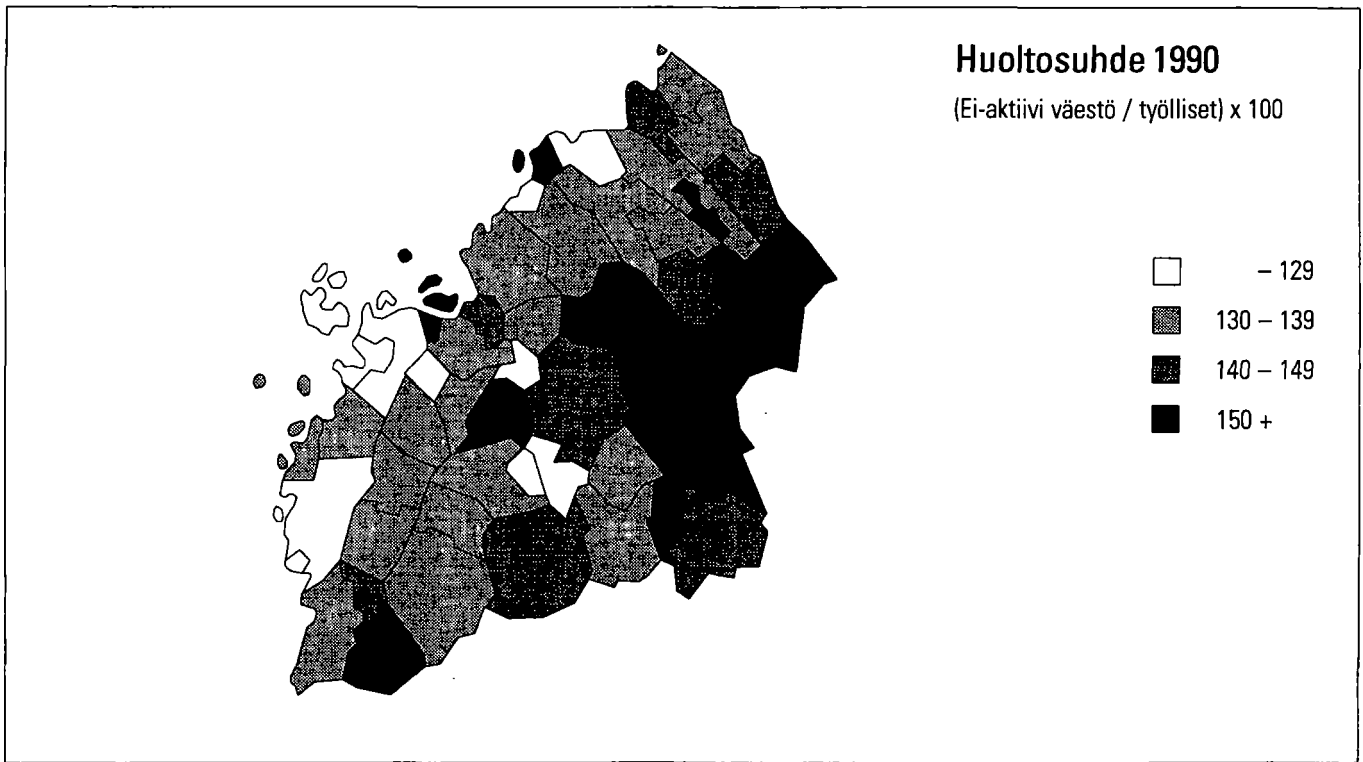 Huoltosuhde 1990
(Ei-aktiivi väestö / työlliset) x 100
– 129
130 – 139
140 – 149
150 +